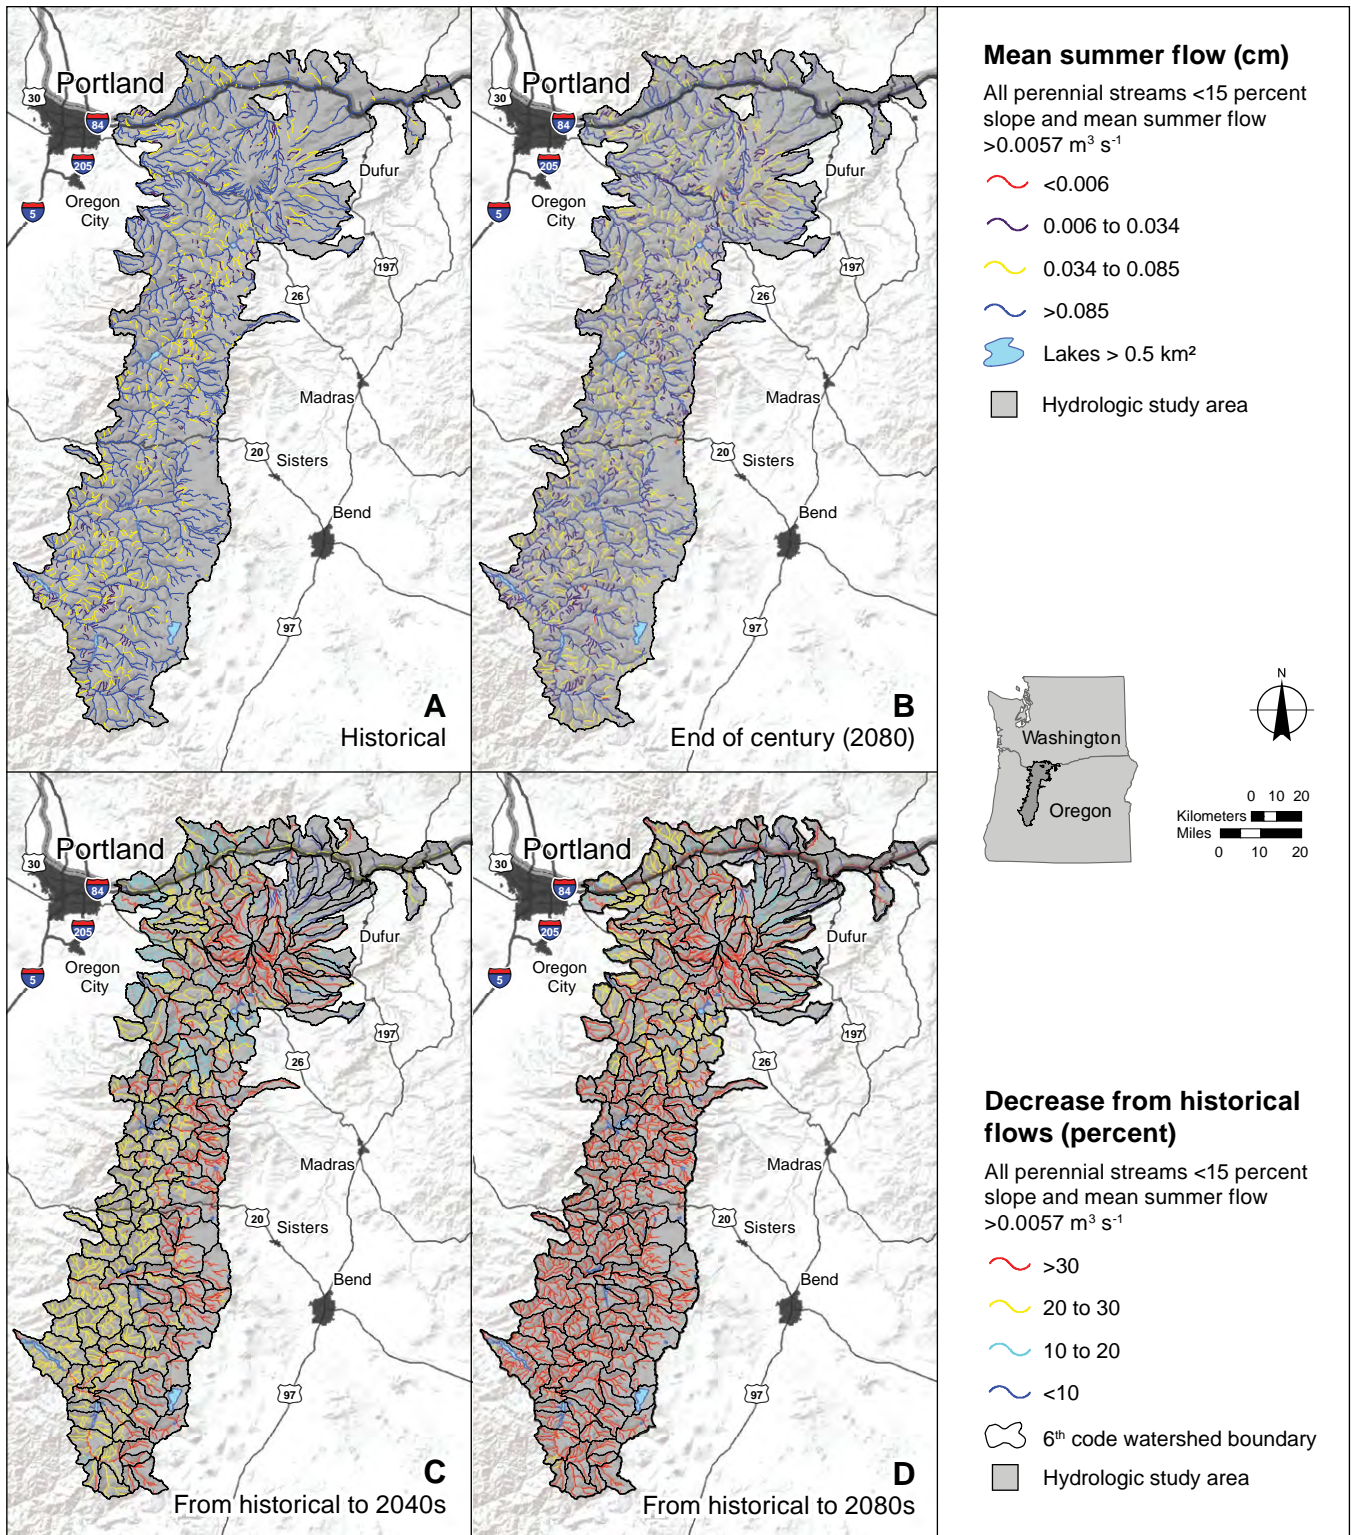 Portland
30
84
205
5
Oregon
City
Dufur
197
26
Madras
20
Sisters
Bend
97
A
Historical
30
84
205
5
Oregon
City
Portland
Dufur
197
26
Madras
20
Sisters
Bend
97
B
End of century (2080)
Mean summer flow (cm)
All perennial streams <15 percent
slope and mean summer flow
>0.0057 m³ s⁻¹
<0.006
0.006 to 0.034
0.034 to 0.085
>0.085
Lakes > 0.5 km²
Hydrologic study area
N
Washington
Oregon
0 10 20
Kilometers
Miles
0 10 20
Portland
30
84
205
5
Oregon
City
Dufur
197
26
Madras
20
Sisters
Bend
97
C
From historical to 2040s
Portland
30
84
205
5
Oregon
City
Dufur
197
26
Madras
20
Sisters
Bend
97
D
From historical to 2080s
Decrease from historical
flows (percent)
All perennial streams <15 percent
slope and mean summer flow
>0.0057 m³ s⁻¹
>30
20 to 30
10 to 20
<10
6th code watershed boundary
Hydrologic study area